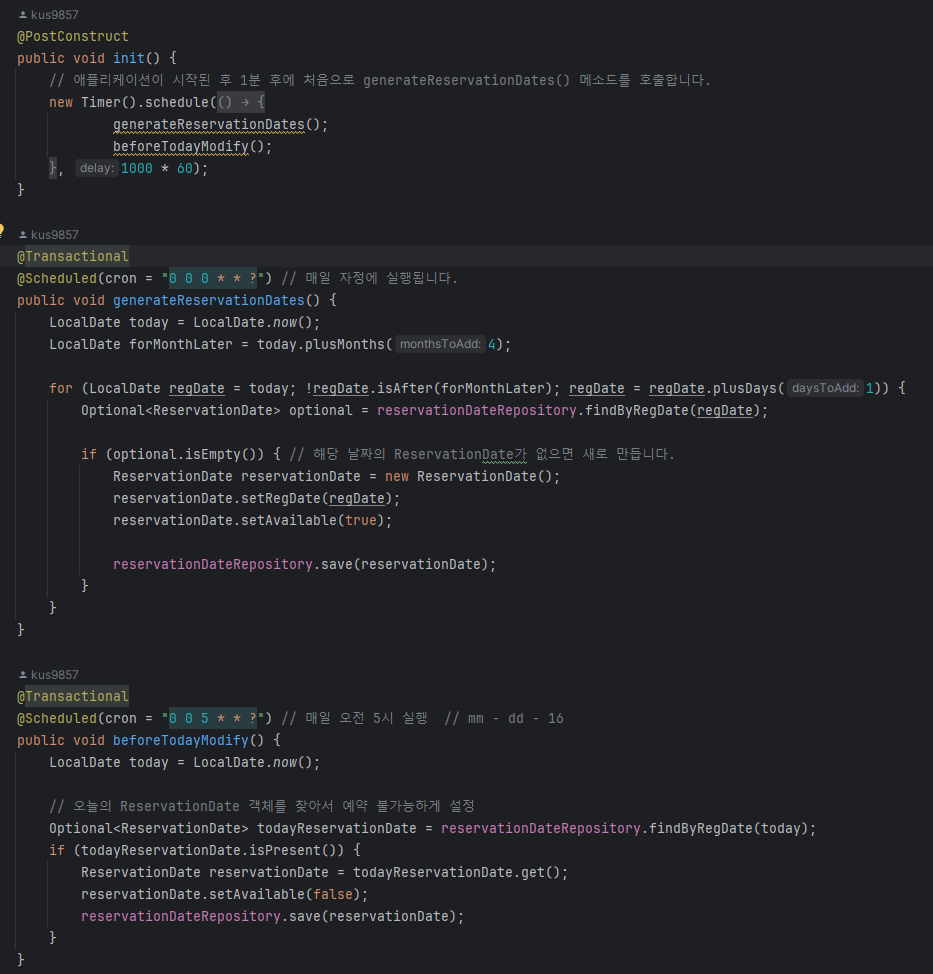 kus9857
@PostConstruct
public void init() {
// 애플리케이션이 시작된 후 1분 후에 처음으로 generateReservationDates() 메소드를 호출합니다.
new Timer().schedule(() → {
generateReservationDates();
beforeTodayModify();
}, delay: 1000 * 60);
}
kus9857
@Transactional
@Scheduled(cron = "0 0 0 * * ?") // 매일 자정에 실행됩니다.
public void generateReservationDates() {
LocalDate today = LocalDate.now();
LocalDate forMonthLater = today.plusMonths( monthsToAdd: 4);
for (LocalDate regDate = today; !regDate.isAfter(forMonthLater); regDate = regDate.plusDays( daysToAdd: 1)) {
Optional<ReservationDate> optional = reservationDateRepository.findByRegDate(regDate);
if (optional.isEmpty()) { // 해당 날짜의 ReservationDate가 없으면 새로 만듭니다.
ReservationDate reservationDate = new ReservationDate();
reservationDate.setRegDate(regDate);
reservationDate.setAvailable(true);
reservationDateRepository.save(reservationDate);
}
}
}
kus9857
@Transactional
@Scheduled(cron = "0 0 5 * * ?") // 매일 오전 5시 실행  // mm - dd - 16
public void beforeTodayModify() {
LocalDate today = LocalDate.now();
// 오늘의 ReservationDate 객체를 찾아서 예약 불가능하게 설정
Optional<ReservationDate> todayReservationDate = reservationDateRepository.findByRegDate(today);
if (todayReservationDate.isPresent()) {
ReservationDate reservationDate = todayReservationDate.get();
reservationDate.setAvailable(false);
reservationDateRepository.save(reservationDate);
}
}